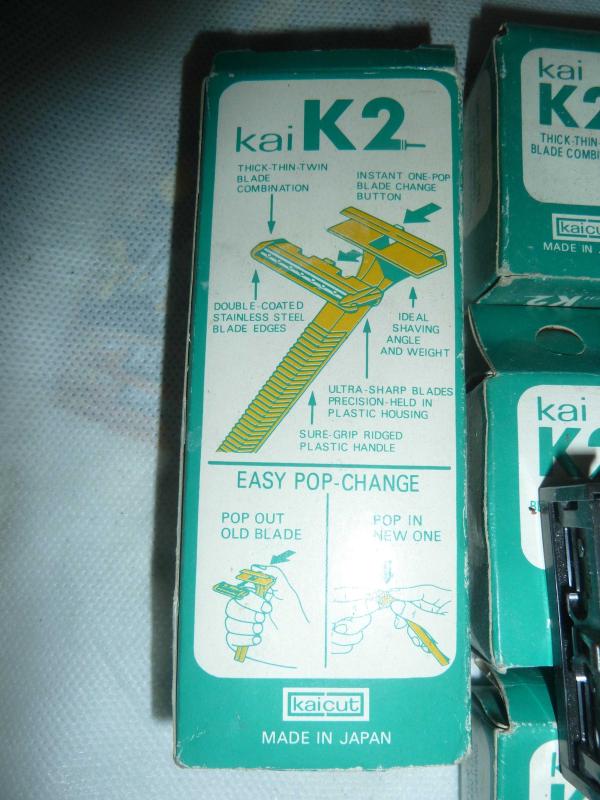 kai K2
THICK-THIN-TWIN
BLADE
COMBINATION
INSTANT ONE-POP
BLADE CHANGE
BUTTON
DOUBLE-COATED
STAINLESS STEEL
BLADE EDGES
IDEAL
SHAVING
ANGLE
AND WEIGHT
ULTRA-SHARP BLADES
PRECISION-HELD IN
PLASTIC HOUSING
SURE-GRIP RIDGED
PLASTIC HANDLE
EASY POP-CHANGE
POP OUT
OLD BLADE
POP IN
NEW ONE
kaicut
MADE IN JAPAN
kai
K2
THICK-THIN-
BLADE COMBI
kaicut
MADE IN
K2
kai